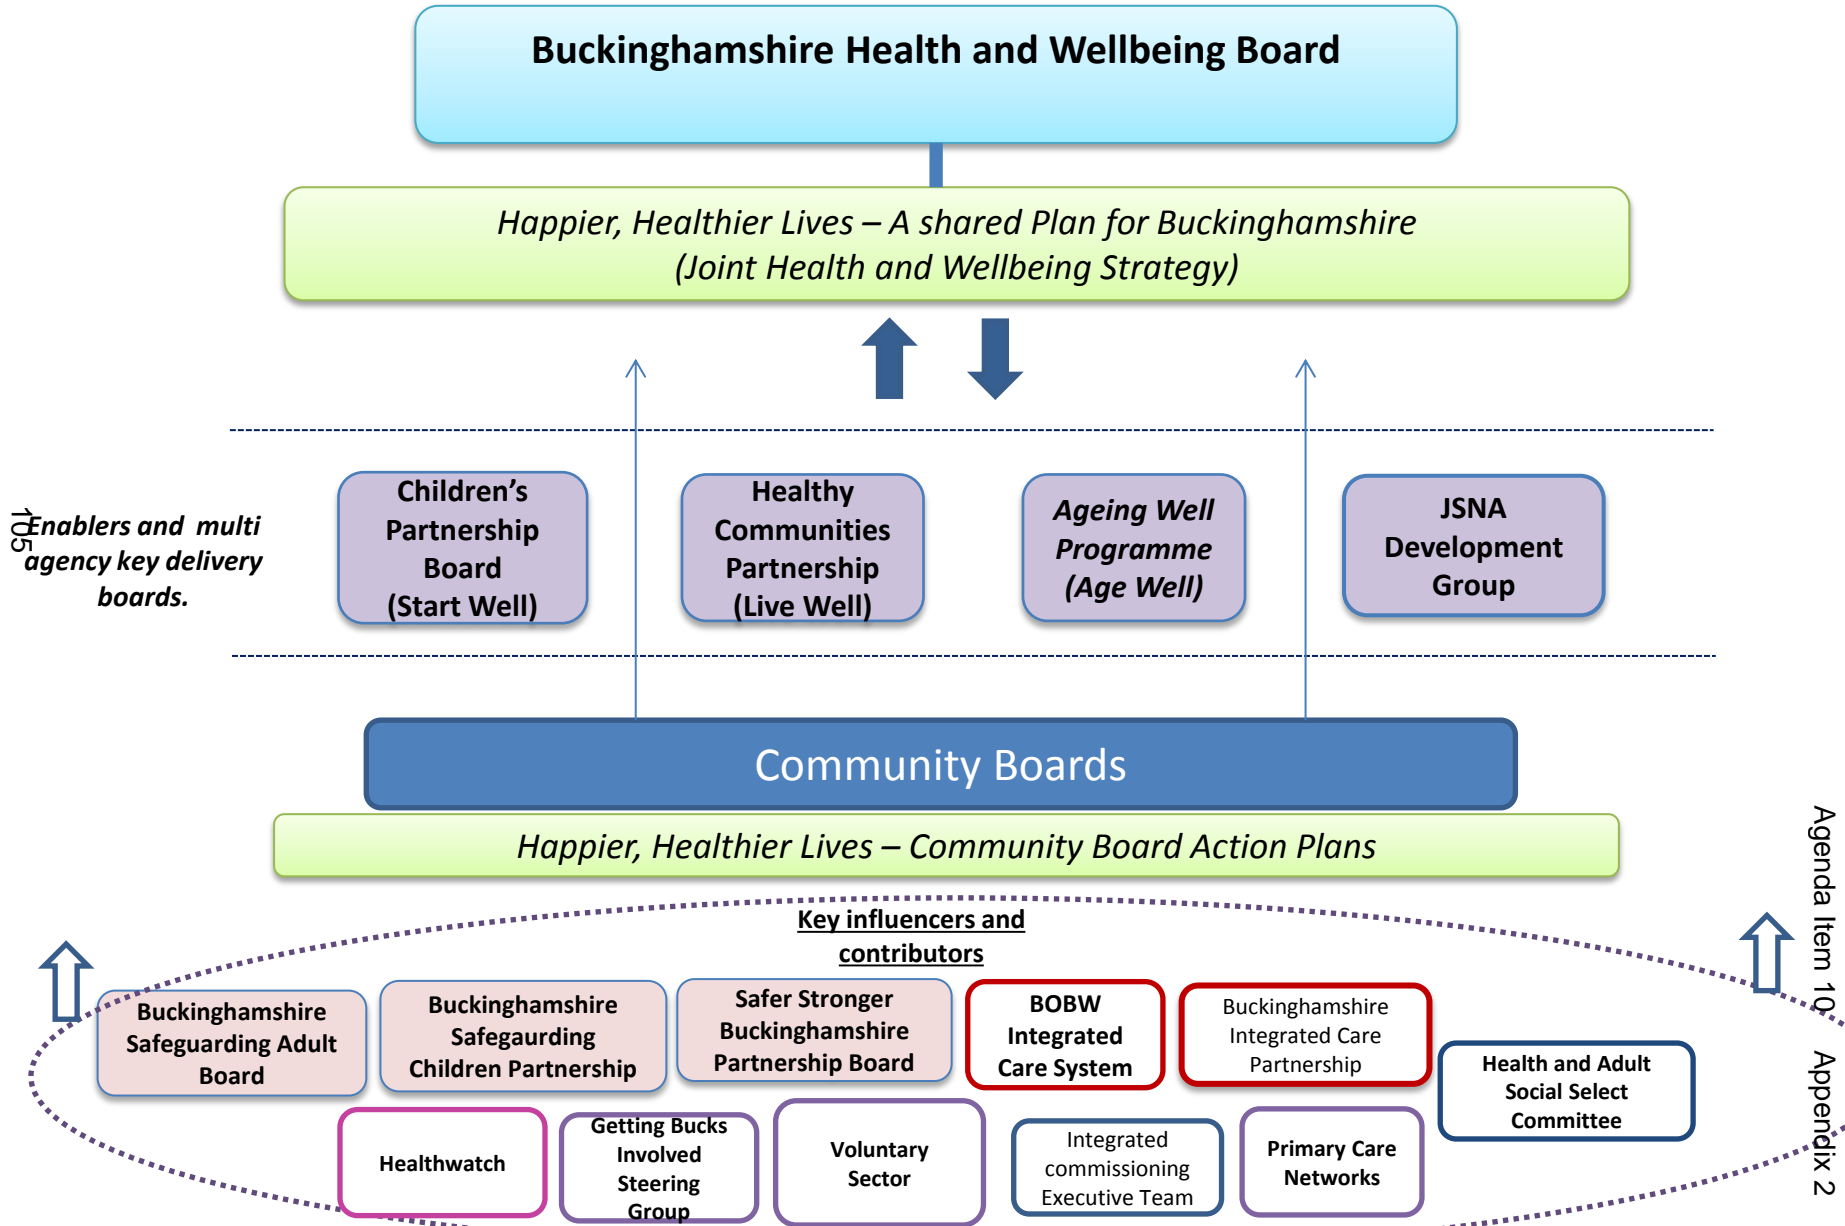 Buckinghamshire Health and Wellbeing Board
Happier, Healthier Lives – A shared Plan for Buckinghamshire
(Joint Health and Wellbeing Strategy)
105
Enablers and multi
agency key delivery
boards.
Children's
Partnership
Board
(Start Well)
Healthy
Communities
Partnership
(Live Well)
Ageing Well
Programme
(Age Well)
JSNA
Development
Group
Community Boards
Happier, Healthier Lives – Community Board Action Plans
Key influencers and
contributors
Buckinghamshire
Safeguarding Adult
Board
Buckinghamshire
Safegaurding
Children Partnership
Safer Stronger
Buckinghamshire
Partnership Board
BOBW
Integrated
Care System
Buckinghamshire
Integrated Care
Partnership
Health and Adult
Social Select
Committee
Healthwatch
Getting Bucks
Involved
Steering
Group
Voluntary
Sector
Integrated
commissioning
Executive Team
Primary Care
Networks
Agenda Item 10 Appendix 2